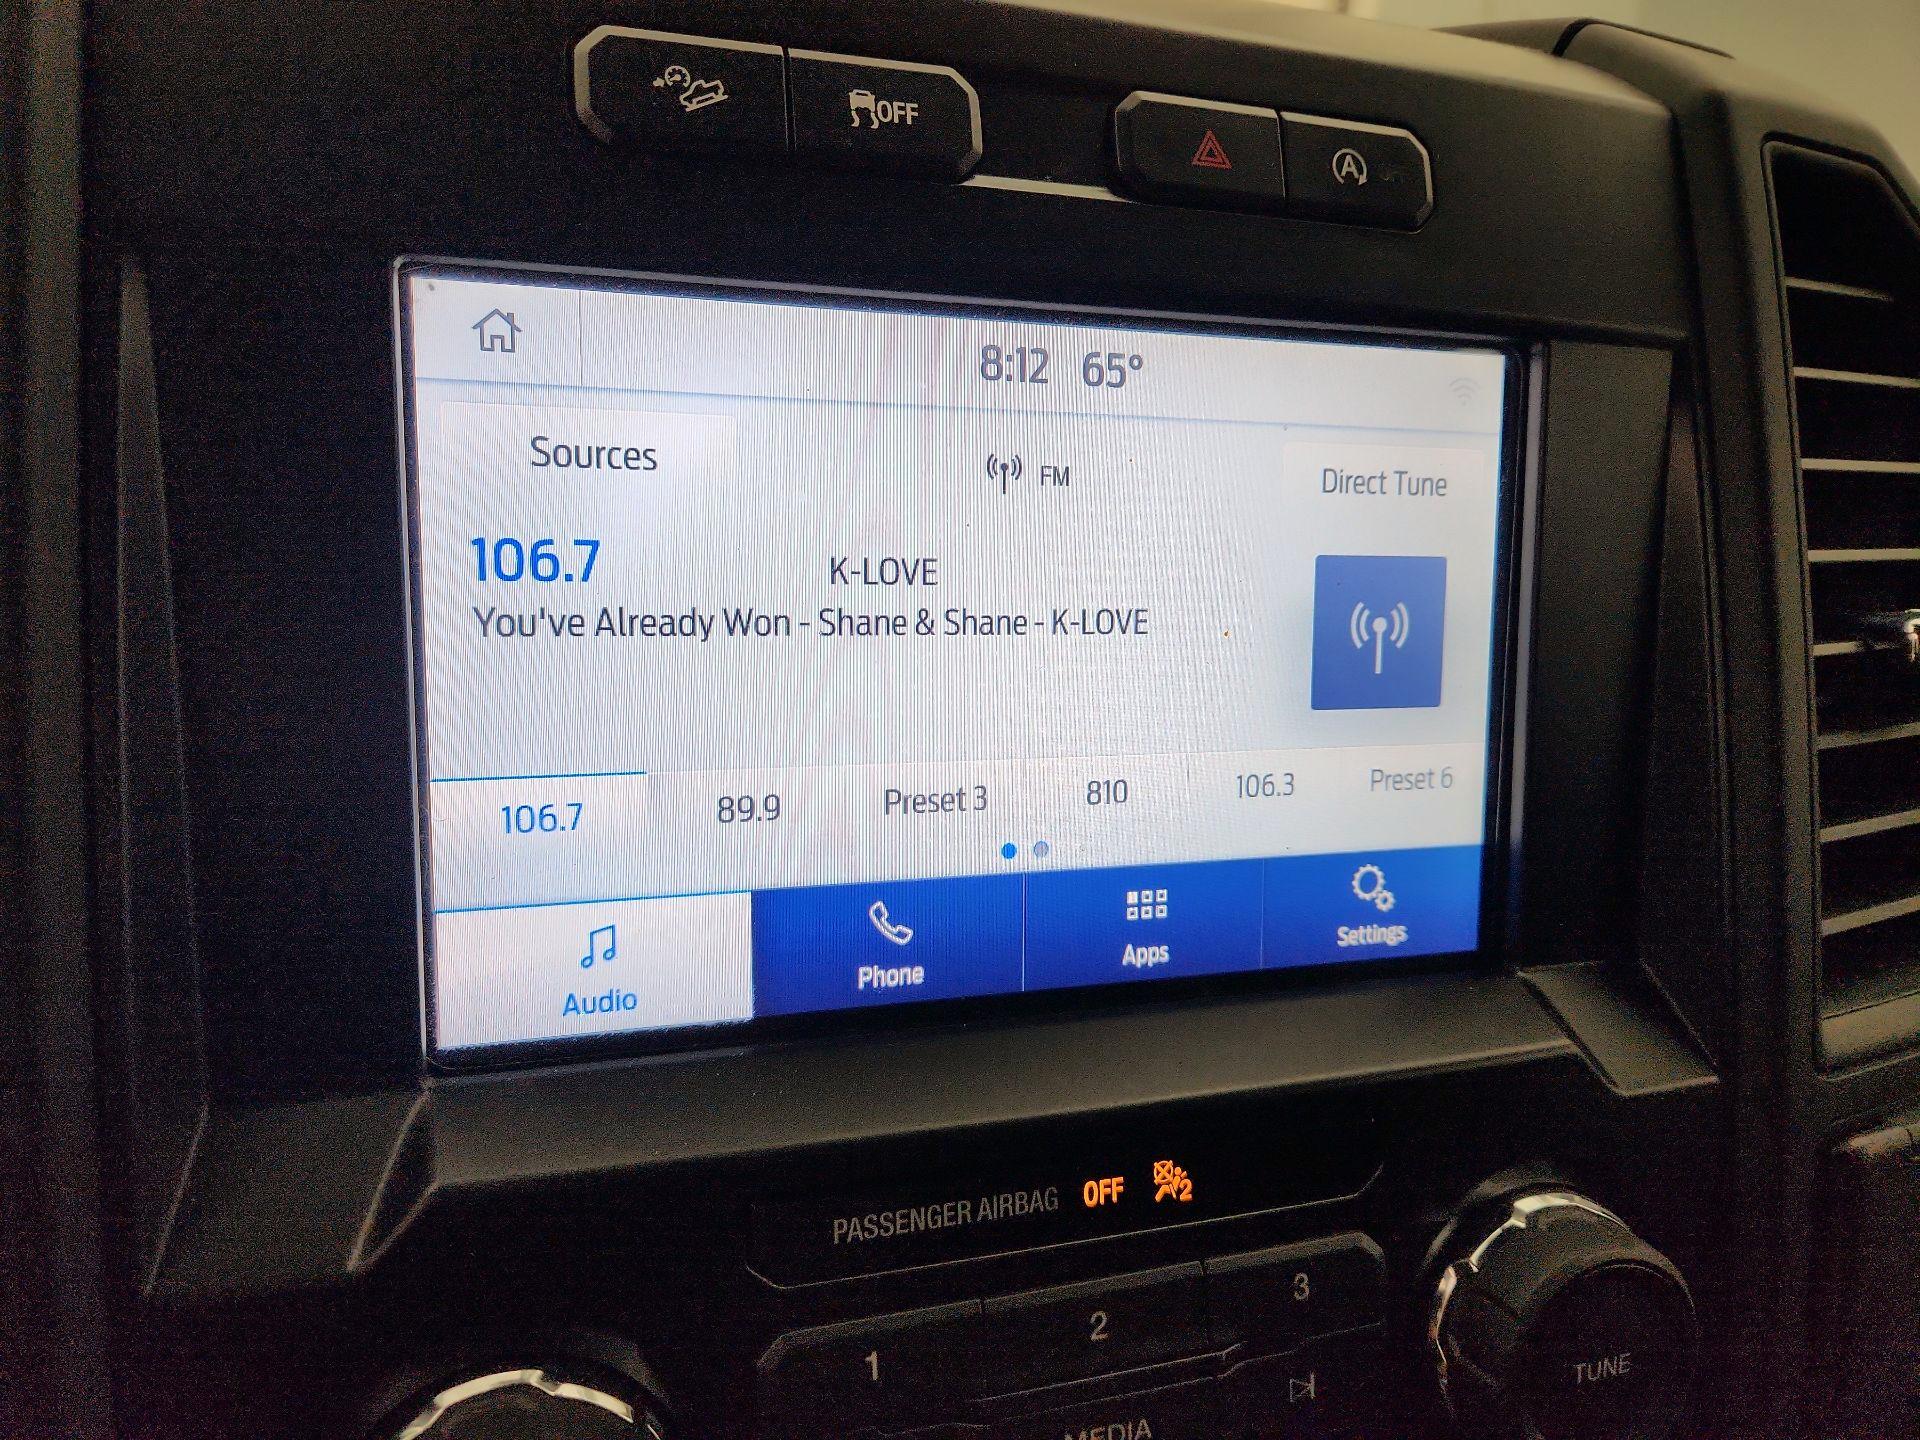 OFF
A
8:12 65°
Sources
FM
Direct Tune
106.7
K-LOVE
You've Already Won - Shane & Shane - K-LOVE
106.7 89.9 Preset 3 810 106.3 Preset 6
Audio Phone Apps Settings
PASSENGER AIRBAG OFF 2
1 2 3
TUNE
MEDIA